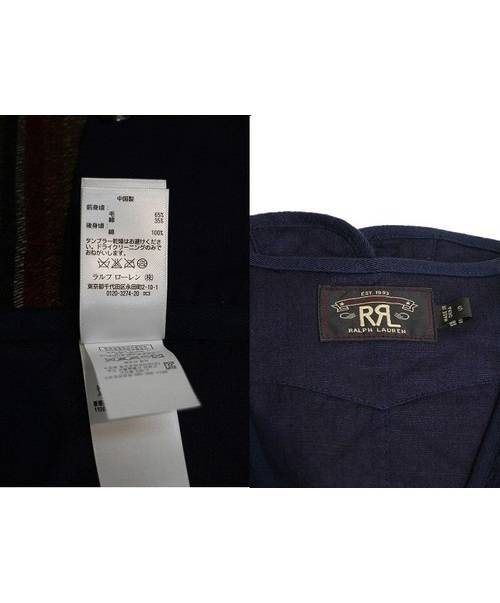 中国製
前身頃：
毛 65%
綿 35%
後身頃：
綿 100%
タンブラー乾燥はお避けくださ
い。ドライクリーニングのみで
おねがいします。
ラルフ ローレン (株)
東京都千代田区永田町2-10-1
0120-3274-20 DC3
EST. 1993
RRL
RALPH LAUREN
MADE IN
CHINA
S